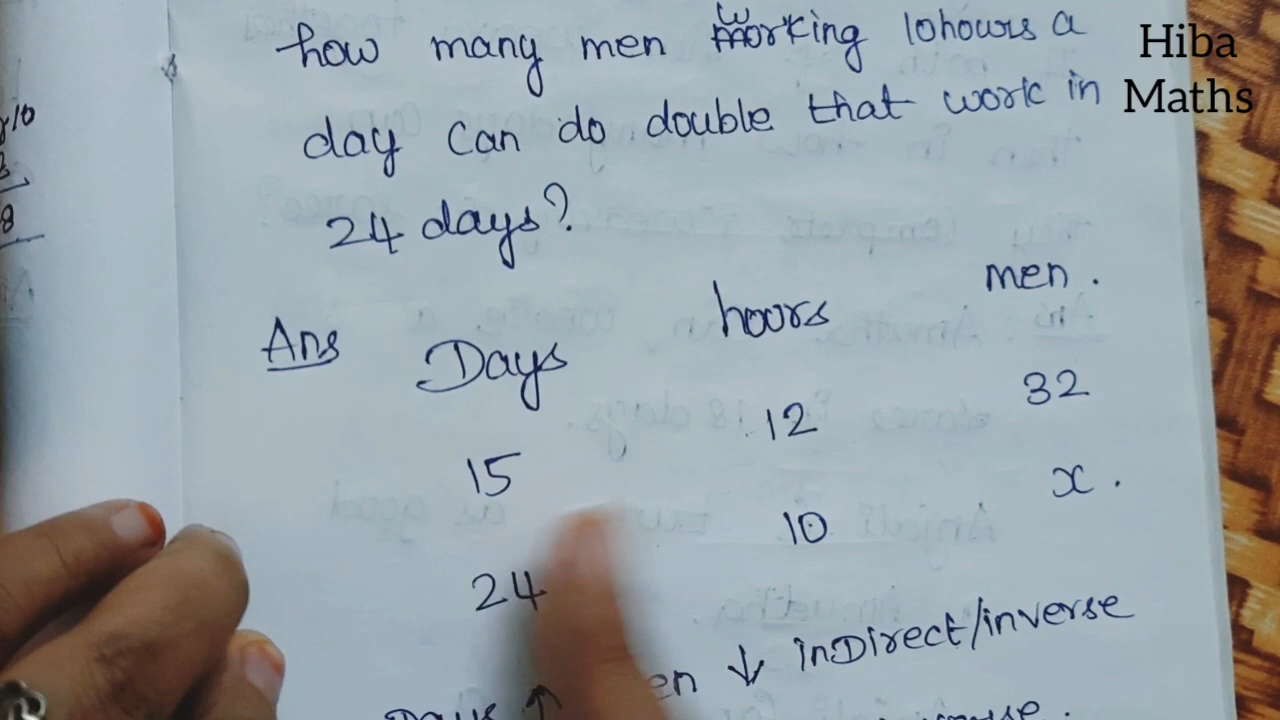 how many men working 10hours a
day can do double that work in
24 days?
Ans Days hours men.
15 12 32
24 10 x.
Days ↑ ↓ inDirect/inverse
Hiba
Maths